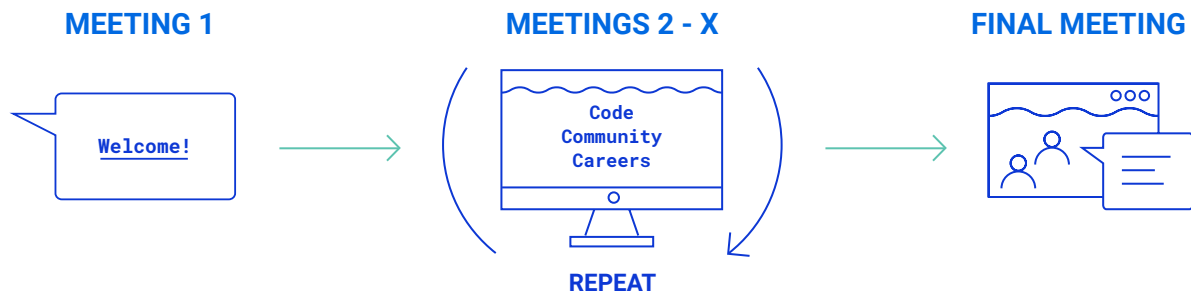 MEETING 1
MEETINGS 2 - X
FINAL MEETING
Welcome!
Code
Community
Careers
REPEAT